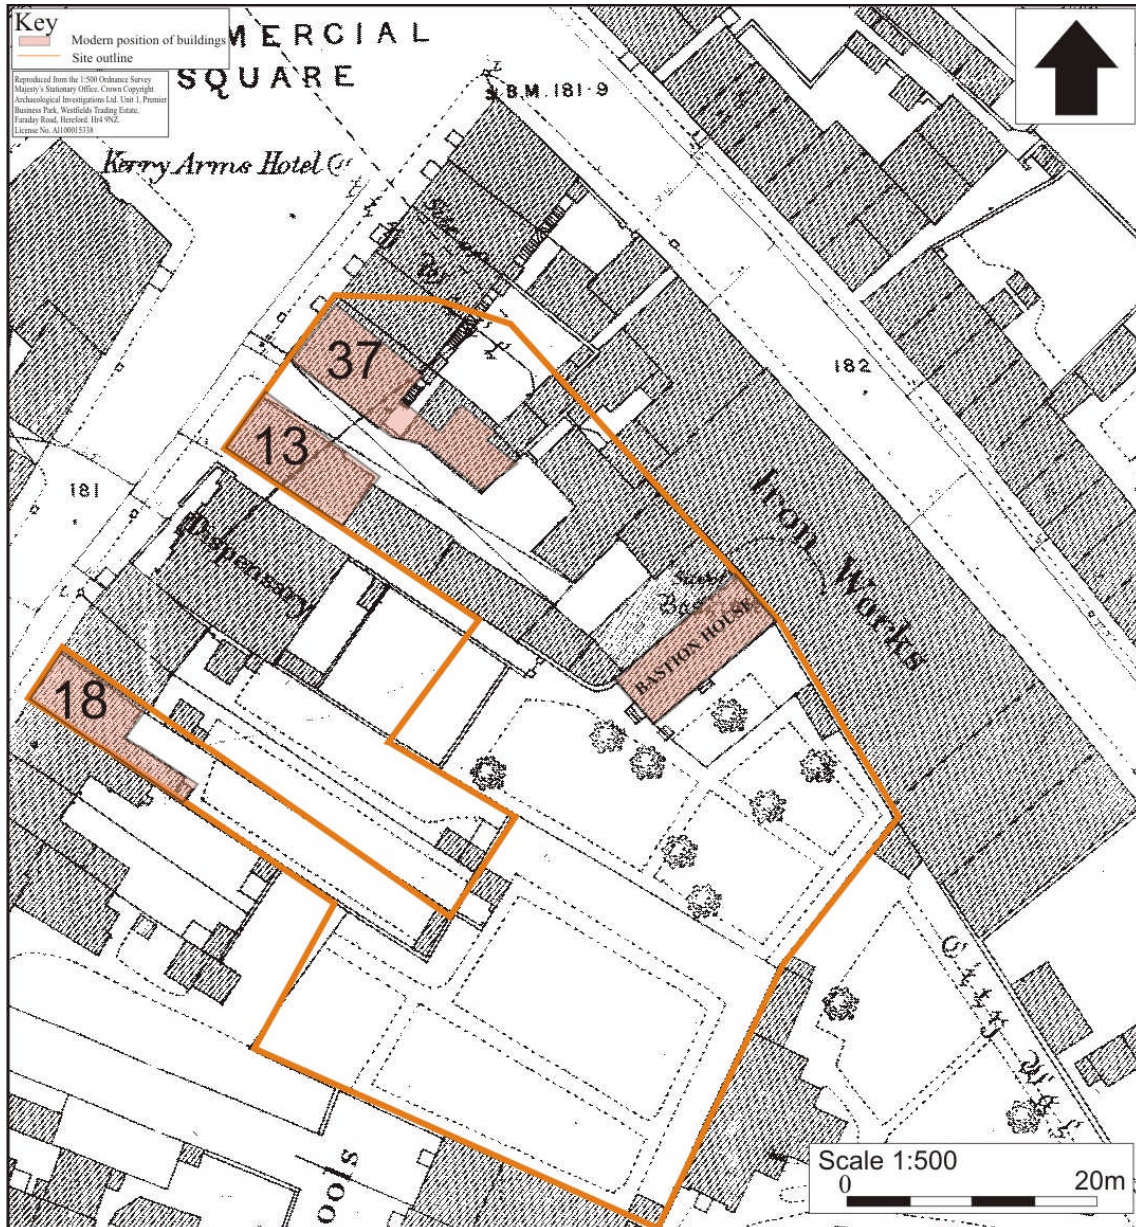 Key
Modern position of buildings
Site outline
Reproduced from the 1:500 Ordnance Survey
Majesty's Stationary Office. Crown Copyright
Archaeological Investigations Ltd. Unit 1, Premier
Business Park, Westfields Trading Estate,
Faraday Road, Hereford. Hr4 9NZ.
License No. Al100015338
MERCIAL
SQUARE
B.M. 181·9
Kerry Arms Hotel
37
182
13
181
Dispensary
Iron Works
BASTION HOUSE
18
City
ools
Scale 1:500
0 20m